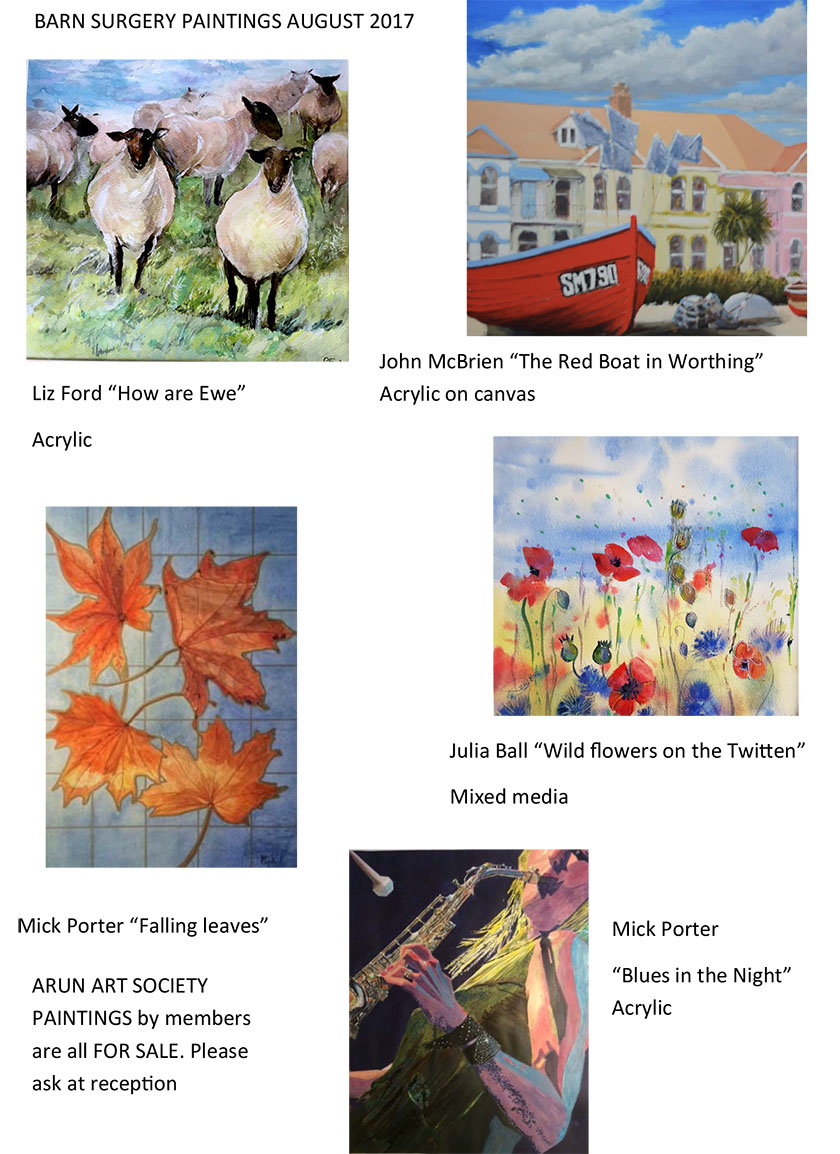 BARN SURGERY PAINTINGS AUGUST 2017
SM790
John McBrien “The Red Boat in Worthing”
Acrylic on canvas
Liz Ford “How are Ewe”
Acrylic
Julia Ball “Wild flowers on the Twitten”
Mixed media
Mick Porter “Falling leaves”
Mick Porter
“Blues in the Night”
Acrylic
ARUN ART SOCIETY
PAINTINGS by members
are all FOR SALE. Please
ask at reception